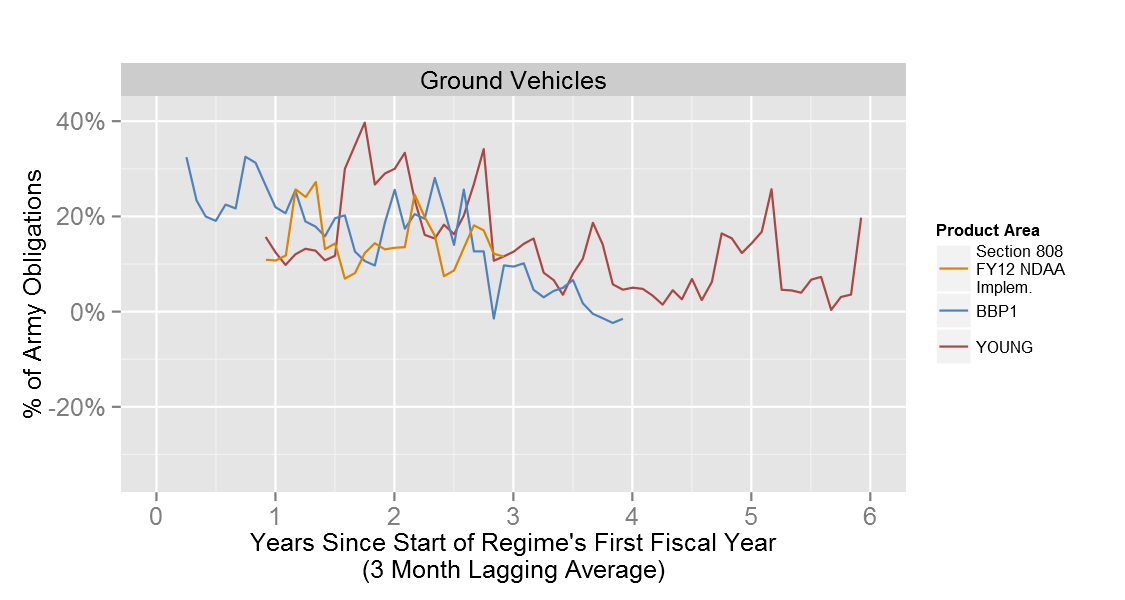 Ground Vehicles
40%
20%
0%
-20%
% of Army Obligations
0 1 2 3 4 5 6
Years Since Start of Regime's First Fiscal Year
(3 Month Lagging Average)
Product Area
Section 808
FY12 NDAA
Implem.
BBP1
YOUNG